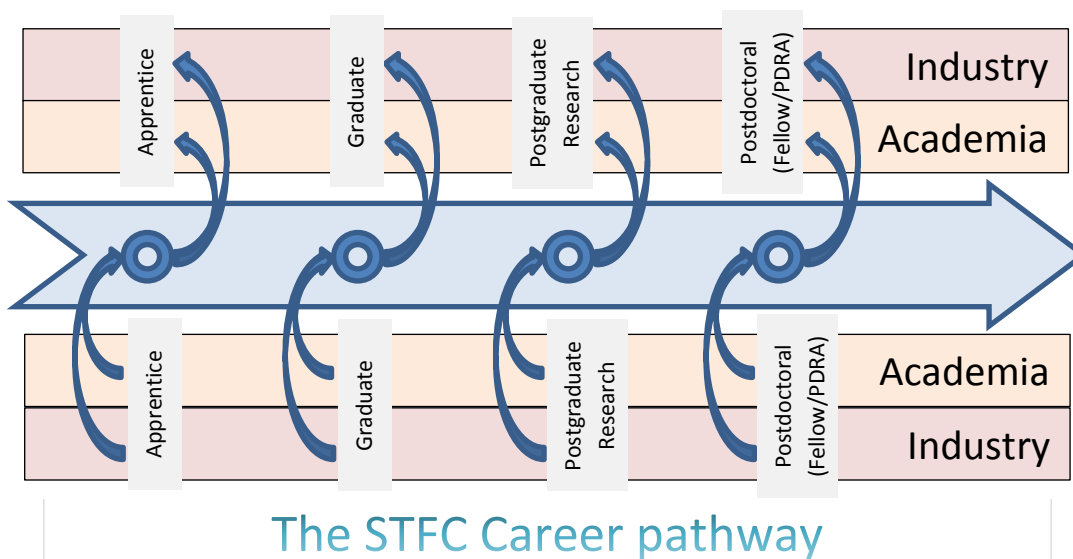 Apprentice
Graduate
Postgraduate
Research
Postdoctoral
(Fellow/PDRA)
Industry
Academia
Apprentice
Graduate
Postgraduate
Research
Postdoctoral
(Fellow/PDRA)
Academia
Industry
The STFC Career pathway